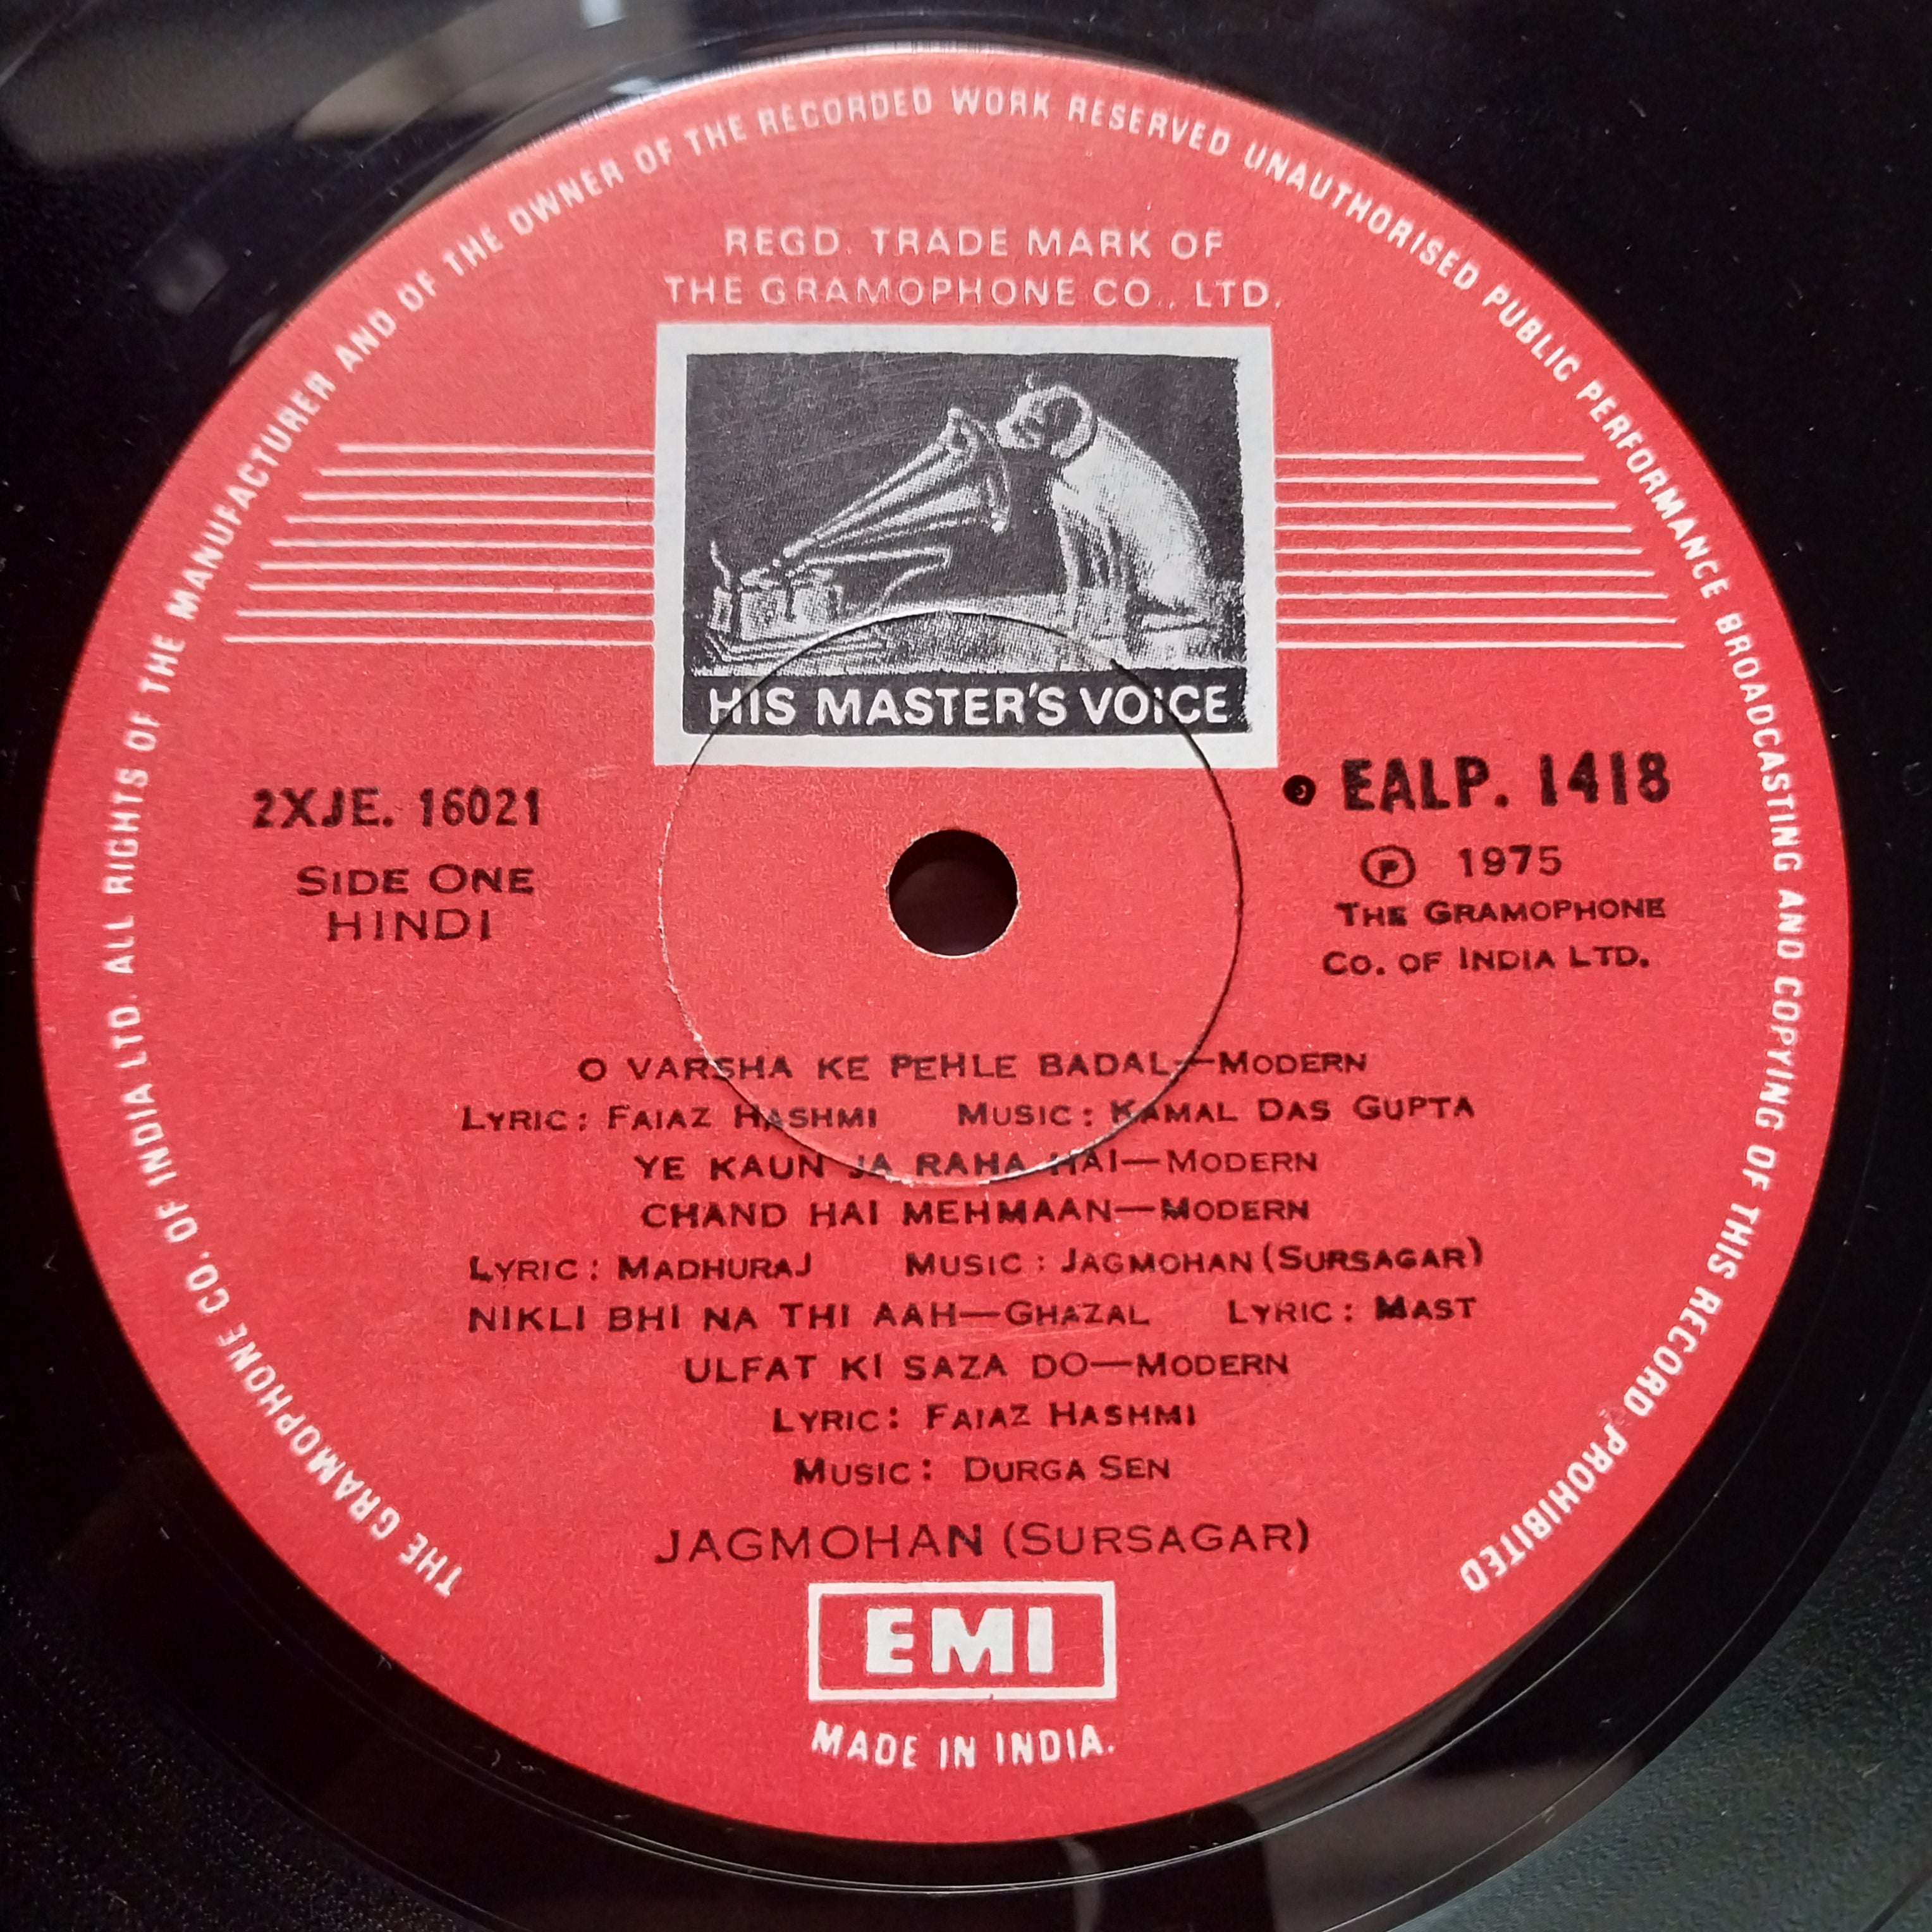 THE GRAMOPHONE CO. OF INDIA LTD. ALL RIGHTS OF THE MANUFACTURER AND OF THE OWNER OF THE RECORDED WORK RESERVED UNAUTHORISED PUBLIC PERFORMANCE BROADCASTING AND COPYING OF THIS RECORD PROHIBITED
REGD. TRADE MARK OF
THE GRAMOPHONE CO., LTD.
HIS MASTER'S VOICE
2XJE. 16021
SIDE ONE
HINDI
EALP. 1418
℗ 1975
THE GRAMOPHONE
CO. OF INDIA LTD.
O VARSHA KE PEHLE BADAL—MODERN
LYRIC: FAIAZ HASHMI MUSIC: KAMAL DAS GUPTA
YE KAUN JA RAHA HAI—MODERN
CHAND HAI MEHMAAN—MODERN
LYRIC: MADHURAJ MUSIC: JAGMOHAN (SURSAGAR)
NIKLI BHI NA THI AAH—GHAZAL LYRIC: MAST
ULFAT KI SAZA DO—MODERN
LYRIC: FAIAZ HASHMI
MUSIC: DURGA SEN
JAGMOHAN (SURSAGAR)
EMI
MADE IN INDIA.